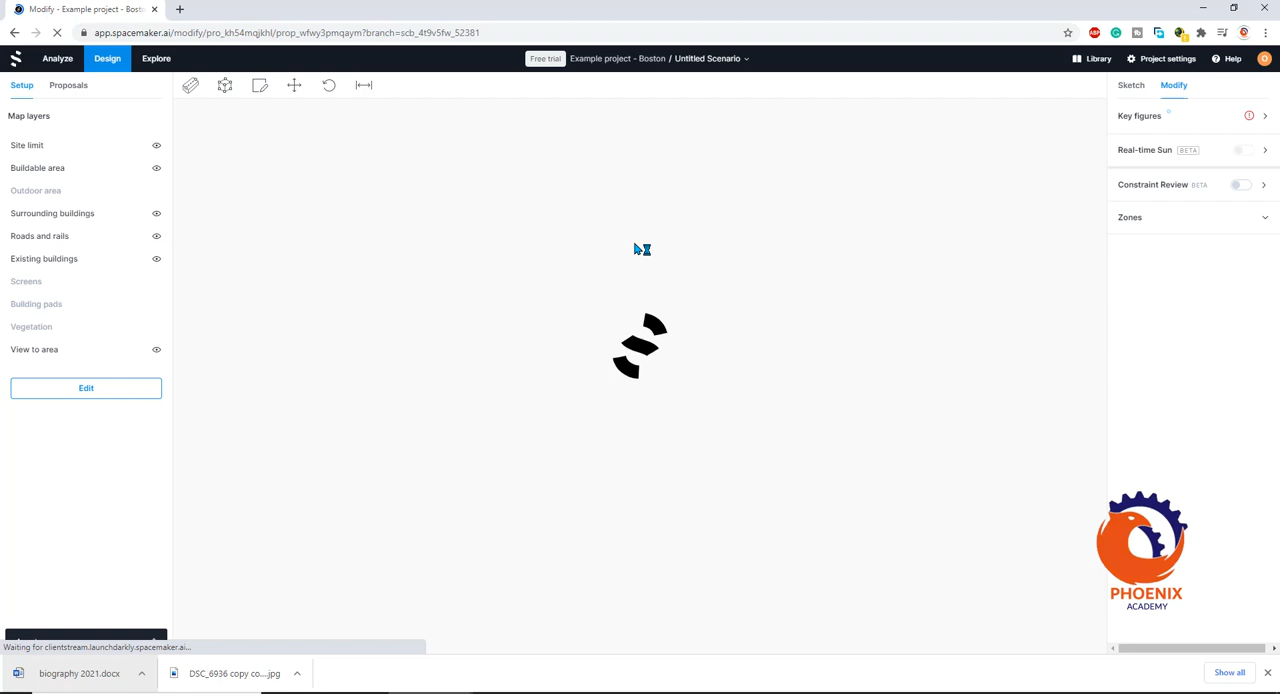 Modify - Example project - Bosto
app.spacemaker.ai/modify/pro_kh54mqjkhl/prop_wfwy3pmqaym?branch=scb_4t9v5fw_52381
ABP
Analyze
Design
Explore
Free trial
Example project - Boston / Untitled Scenario
Library
Project settings
Help
O
Setup
Proposals
Sketch
Modify
Map layers
Key figures
Site limit
Real-time Sun BETA
Buildable area
Outdoor area
Constraint Review BETA
Surrounding buildings
Zones
Roads and rails
Existing buildings
Screens
Building pads
Vegetation
View to area
Edit
PHOENIX
ACADEMY
Waiting for clientstream.launchdarkly.spacemaker.ai...
biography 2021.docx
DSC_6936 copy co....jpg
Show all